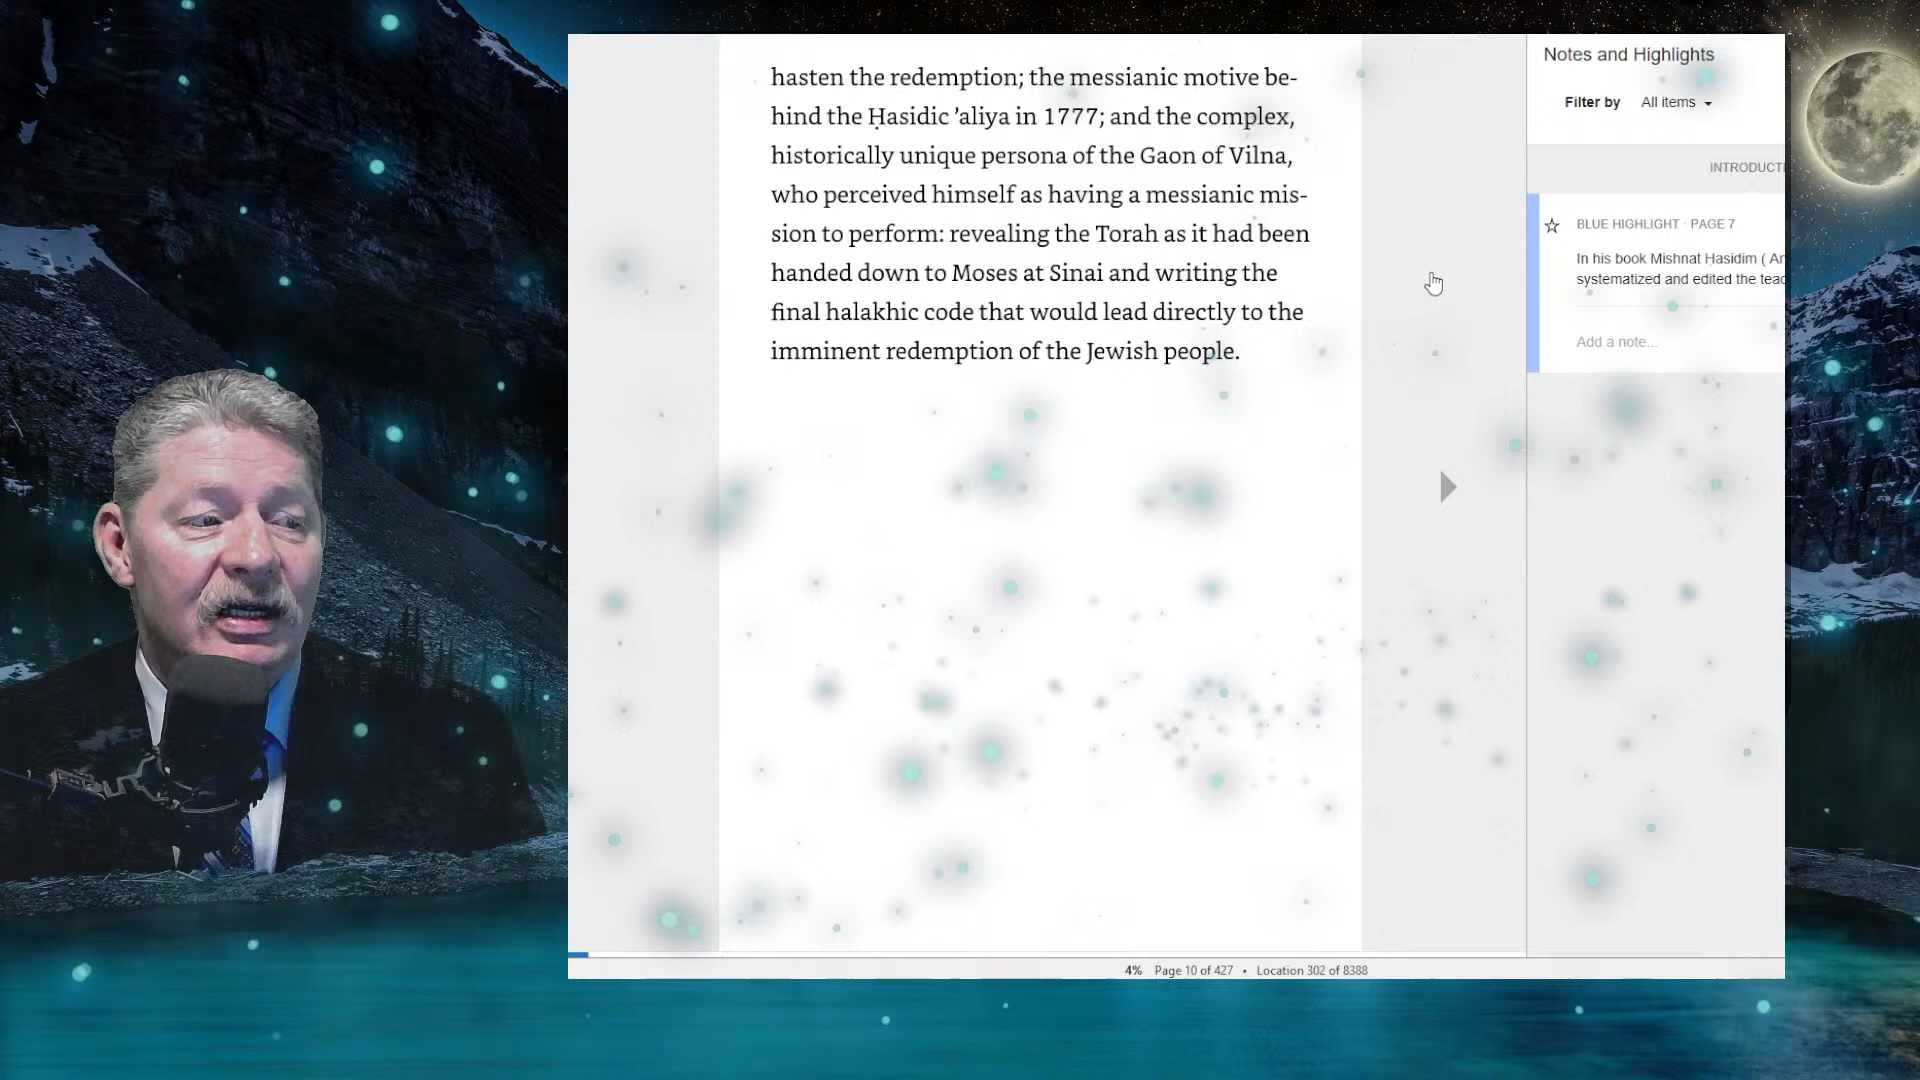 hasten the redemption; the messianic motive be-
hind the Ḥasidic ’aliya in 1777; and the complex,
historically unique persona of the Gaon of Vilna,
who perceived himself as having a messianic mis-
sion to perform: revealing the Torah as it had been
handed down to Moses at Sinai and writing the
final halakhic code that would lead directly to the
imminent redemption of the Jewish people.
4% Page 10 of 427 • Location 302 of 8388
Notes and Highlights
Filter by All items
INTRODUCTI
BLUE HIGHLIGHT · PAGE 7
In his book Mishnat Hasidim ( Am
systematized and edited the teac
Add a note...